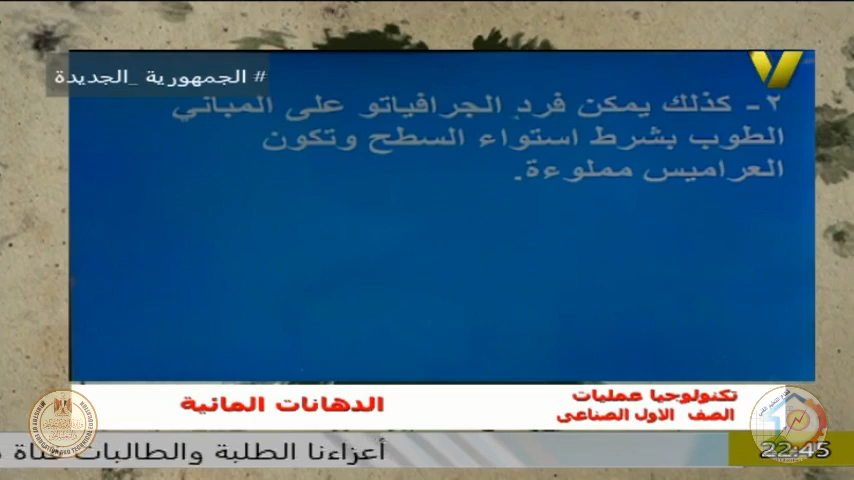 # الجمهورية _الجديدة
٢- كذلك يمكن فرد الجرافياتو على المباني
الطوب بشرط استواء السطح وتكون
العراميس مملوءة.
تكنولوجيا عمليات
الصف الاول الصناعى
الدهانات المائية
أعزاءنا الطلبة والطالبات قناة
22:45